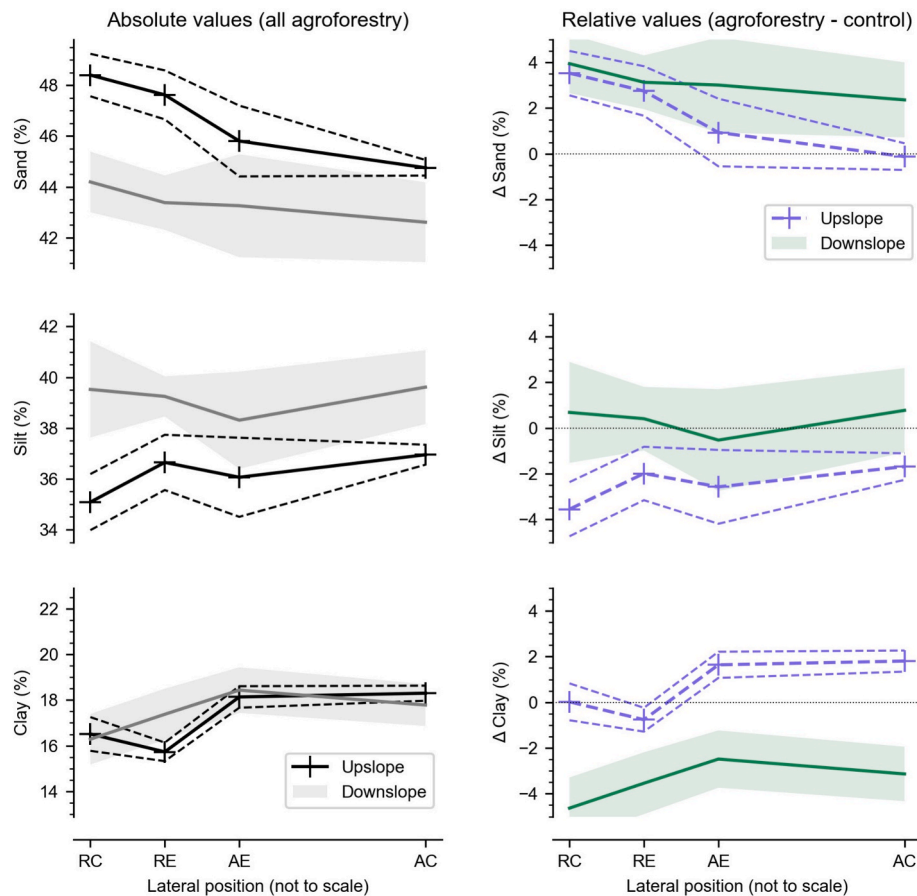 Absolute values (all agroforestry)
Relative values (agroforestry - control)
Sand (%)
48
46
44
42
Δ Sand (%)
4
2
0
−2
−4
Upslope
Downslope
Silt (%)
42
40
38
36
34
Δ Silt (%)
4
2
0
−2
−4
Clay (%)
22
20
18
16
14
Upslope
Downslope
Δ Clay (%)
4
2
0
−2
−4
RC RE AE AC
Lateral position (not to scale)
RC RE AE AC
Lateral position (not to scale)